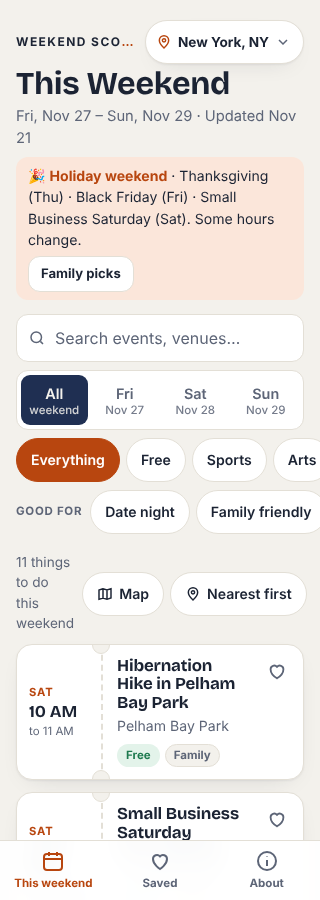 WEEKEND SCO...
New York, NY
This Weekend
Fri, Nov 27 – Sun, Nov 29 · Updated Nov
21
🎉 Holiday weekend · Thanksgiving
(Thu) · Black Friday (Fri) · Small
Business Saturday (Sat). Some hours
change.
Family picks
Search events, venues...
All
weekend
Fri
Nov 27
Sat
Nov 28
Sun
Nov 29
Everything
Free
Sports
Arts
GOOD FOR
Date night
Family friendly
11 things
to do
this
weekend
Map
Nearest first
SAT
10 AM
to 11 AM
Hibernation
Hike in Pelham
Bay Park
Pelham Bay Park
Free
Family
SAT
Small Business
Saturday
This weekend
Saved
About